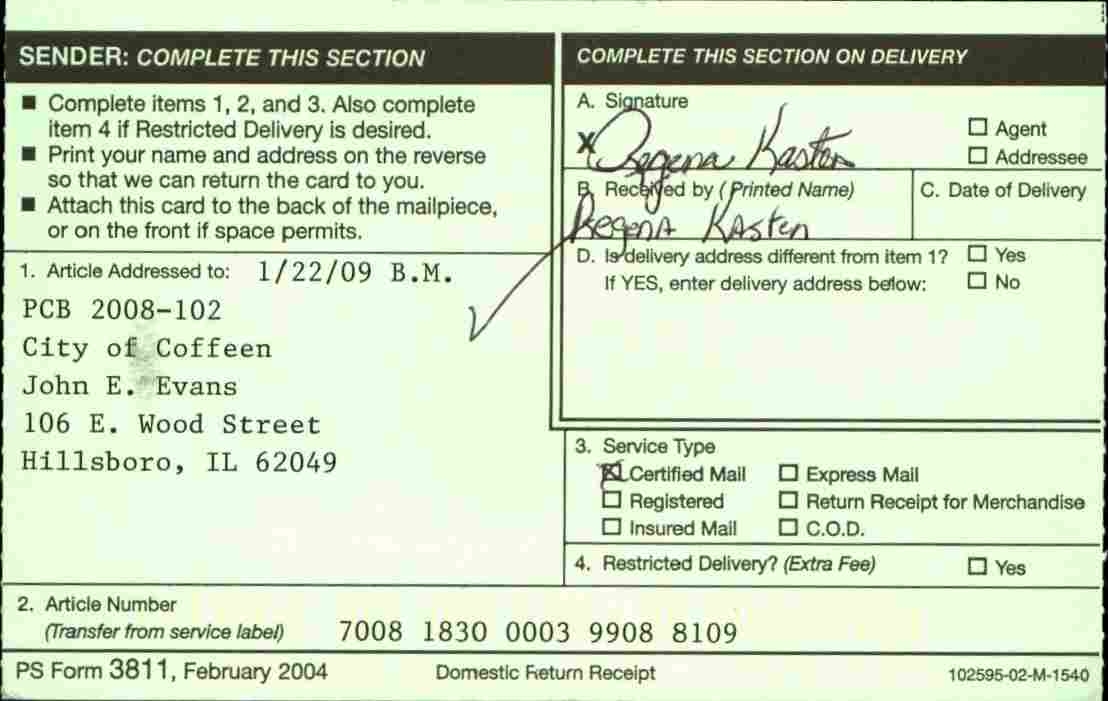 SENDER: COMPLETE THIS SECTION
■ Complete items 1, 2, and 3. Also complete
item 4 if Restricted Delivery is desired.
■ Print your name and address on the reverse
so that we can return the card to you.
■ Attach this card to the back of the mailpiece,
or on the front if space permits.
1. Article Addressed to: 1/22/09 B.M.
PCB 2008-102
City of Coffeen
John E. Evans
106 E. Wood Street
Hillsboro, IL 62049
COMPLETE THIS SECTION ON DELIVERY
A. Signature
X Regena Kasten
☐ Agent
☐ Addressee
B. Received by (Printed Name)
Regena Kasten
C. Date of Delivery
D. Is delivery address different from item 1? ☐ Yes
If YES, enter delivery address below: ☐ No
3. Service Type
☒ Certified Mail ☐ Express Mail
☐ Registered ☐ Return Receipt for Merchandise
☐ Insured Mail ☐ C.O.D.
4. Restricted Delivery? (Extra Fee) ☐ Yes
2. Article Number
(Transfer from service label) 7008 1830 0003 9908 8109
PS Form 3811, February 2004 Domestic Return Receipt 102595-02-M-1540